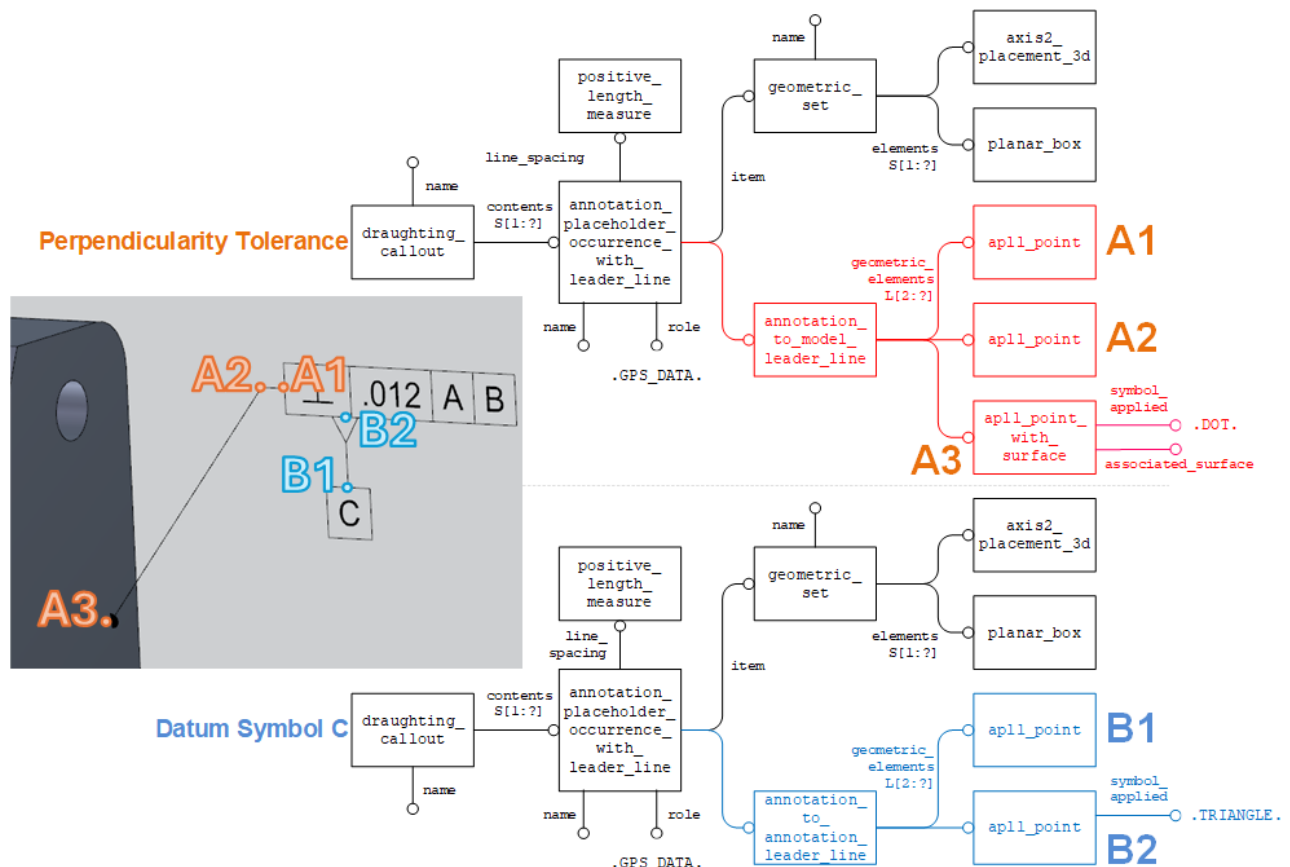 name
axis2_
placement_3d
positive_
length_
measure
geometric_
set
line_spacing
elements
S[1:?]
planar_box
name
item
contents
S[1:?]
annotation_
placeholder_
occurrence_
with_
leader_line
Perpendicularity Tolerance
draughting_
callout
apll_point
A1
geometric_
elements
L[2:?]
name
role
annotation_
to_model_
leader_line
apll_point
A2
.GPS_DATA.
symbol_
applied
.DOT.
apll_point_
with_
surface
A3
associated_surface
A2. .A1
⊥ .012 A B
B2
B1.
C
A3.
name
axis2_
placement_3d
positive_
length_
measure
geometric_
set
line_
spacing
elements
S[1:?]
planar_box
item
contents
S[1:?]
annotation_
placeholder_
occurrence_
with_
leader_line
Datum Symbol C
draughting_
callout
apll_point
B1
geometric_
elements
L[2:?]
name
symbol_
applied
name
role
annotation_
to_
annotation_
leader_line
apll_point
.TRIANGLE.
B2
.GPS_DATA.